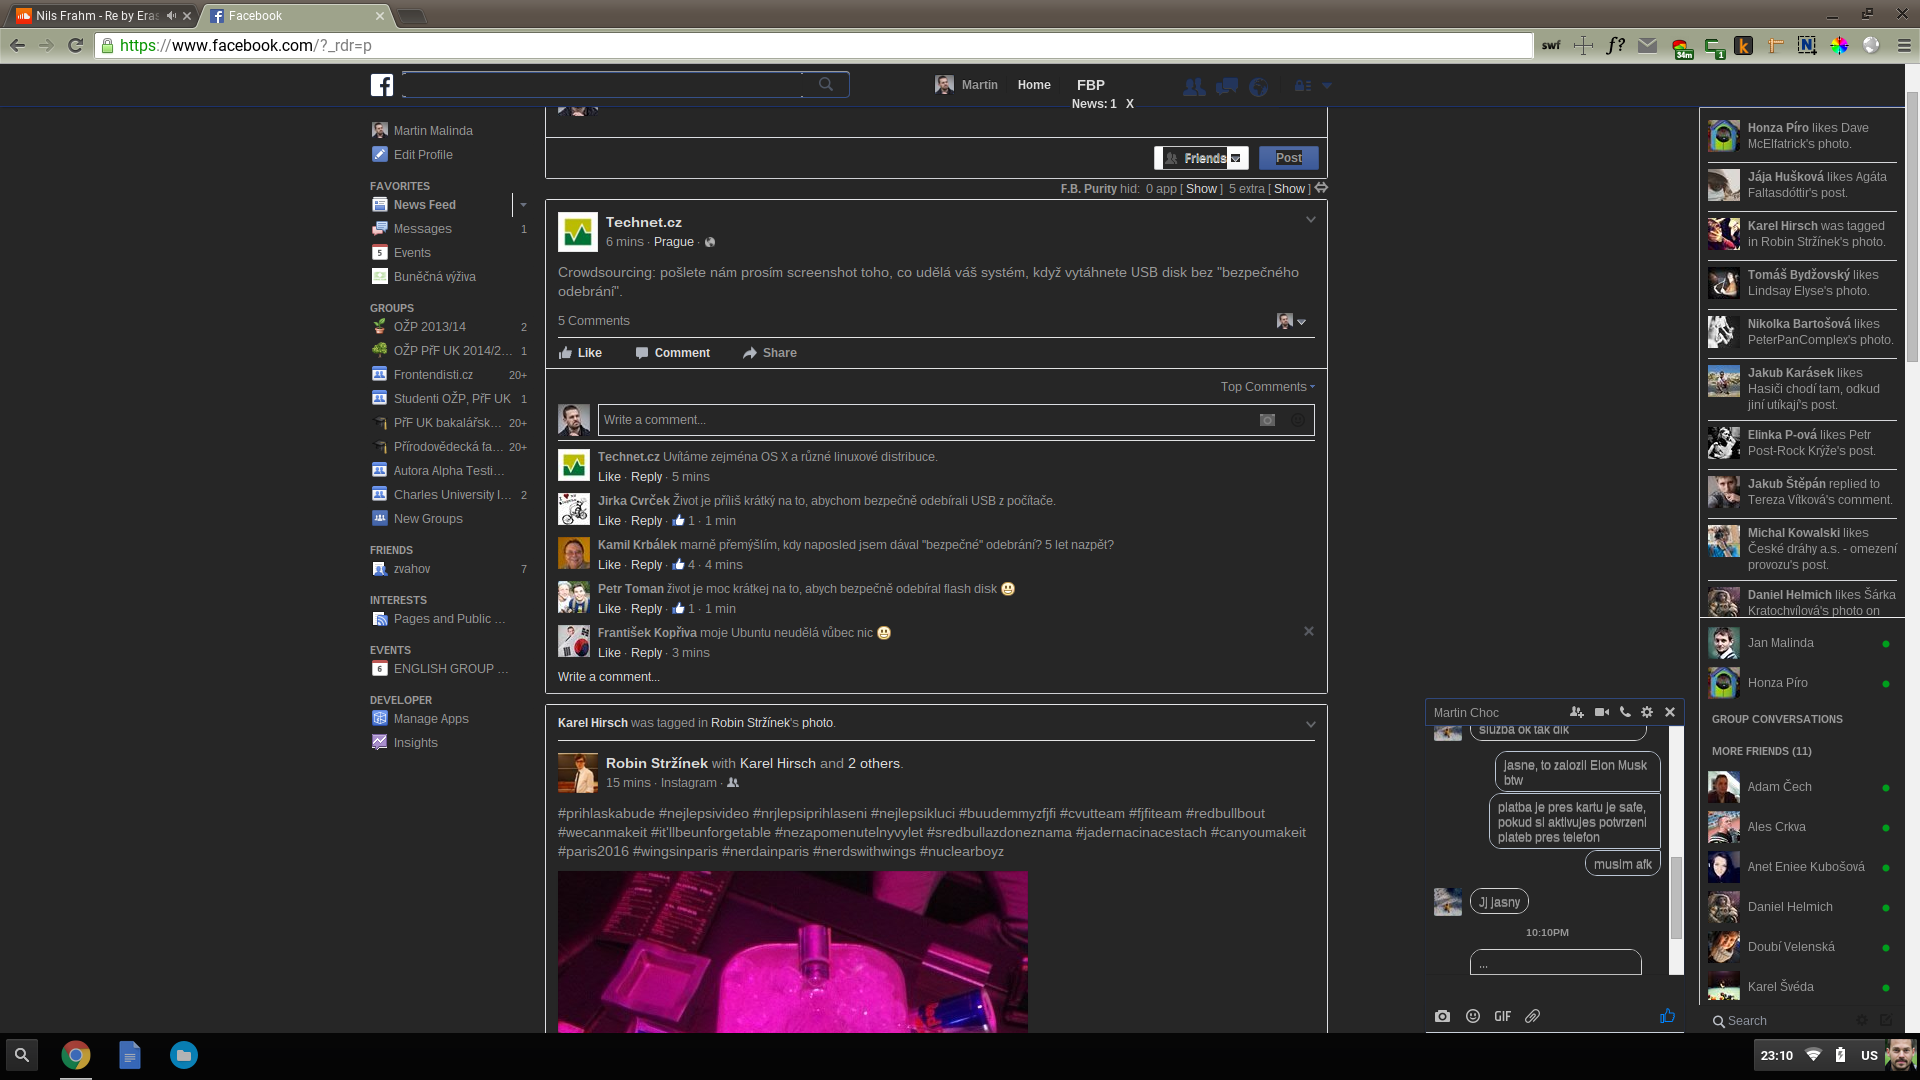 Nils Frahm - Re by Eras
Facebook
https://www.facebook.com/?_rdr=p
swf
f?
34m
1
Martin
Home
FBP
News: 1 X
Martin Malinda
Edit Profile
FAVORITES
News Feed
Messages 1
Events
Buněčná výživa
GROUPS
OŽP 2013/14 2
OŽP PřF UK 2014/2... 1
Frontendisti.cz 20+
Studenti OŽP, PřF UK 1
PřF UK bakalářsk... 20+
Přírodovědecká fa... 20+
Autora Alpha Testi...
Charles University I... 2
New Groups
FRIENDS
zvahov 7
INTERESTS
Pages and Public ...
EVENTS
ENGLISH GROUP ...
DEVELOPER
Manage Apps
Insights
Friends
Post
F.B. Purity hid: 0 app [ Show ] 5 extra [ Show ]
Technet.cz
6 mins · Prague ·
Crowdsourcing: pošlete nám prosím screenshot toho, co udělá váš systém, když vytáhnete USB disk bez "bezpečného
odebrání".
5 Comments
Like Comment Share
Top Comments
Write a comment...
Technet.cz Uvítáme zejména OS X a různé linuxové distribuce.
Like · Reply · 5 mins
Jirka Cvrček Život je příliš krátký na to, abychom bezpečně odebírali USB z počítače.
Like · Reply · 1 · 1 min
Kamil Krbálek marně přemýšlím, kdy naposled jsem dával "bezpečné" odebrání? 5 let nazpět?
Like · Reply · 4 · 4 mins
Petr Toman život je moc krátkej na to, abych bezpečně odebíral flash disk
Like · Reply · 1 · 1 min
František Kopřiva moje Ubuntu neudělá vůbec nic
Like · Reply · 3 mins
Write a comment...
Karel Hirsch was tagged in Robin Stržínek's photo.
Robin Stržínek with Karel Hirsch and 2 others.
15 mins · Instagram ·
#prihlaskabude #nejlepsivideo #nrjlepsiprihlaseni #nejlepsikluci #buudemmyzfjfi #cvutteam #fjfiteam #redbullbout
#wecanmakeit #it'llbeunforgetable #nezapomenutelnyvylet #sredbullazdoneznama #jadernacinacestach #canyoumakeit
#paris2016 #wingsinparis #nerdainparis #nerdswithwings #nuclearboyz
Honza Píro likes Dave
McElfatrick's photo.
Jája Hušková likes Agáta
Faltasdóttir's post.
Karel Hirsch was tagged
in Robin Stržínek's photo.
Tomáš Bydžovský likes
Lindsay Elyse's photo.
Nikolka Bartošová likes
PeterPanComplex's photo.
Jakub Karásek likes
Hasiči chodí tam, odkud
jiní utíkají's post.
Elinka P-ová likes Petr
Post-Rock Krýže's post.
Jakub Štěpán replied to
Tereza Vítková's comment.
Michal Kowalski likes
České dráhy a.s. - omezení
provozu's post.
Daniel Helmich likes Šárka
Kratochvílová's photo on
Jan Malinda
Honza Píro
GROUP CONVERSATIONS
MORE FRIENDS (11)
Adam Čech
Ales Crkva
Anet Eniee Kubošová
Daniel Helmich
Doubí Velenská
Karel Švéda
Search
Martin Choc
sluzba ok tak dik
jasne, to zalozil Elon Musk
btw
platba je pres kartu je safe,
pokud si aktivujes potvrzeni
plateb pres telefon
musim afk
Jj jasny
10:10PM
...
GIF
23:10 US